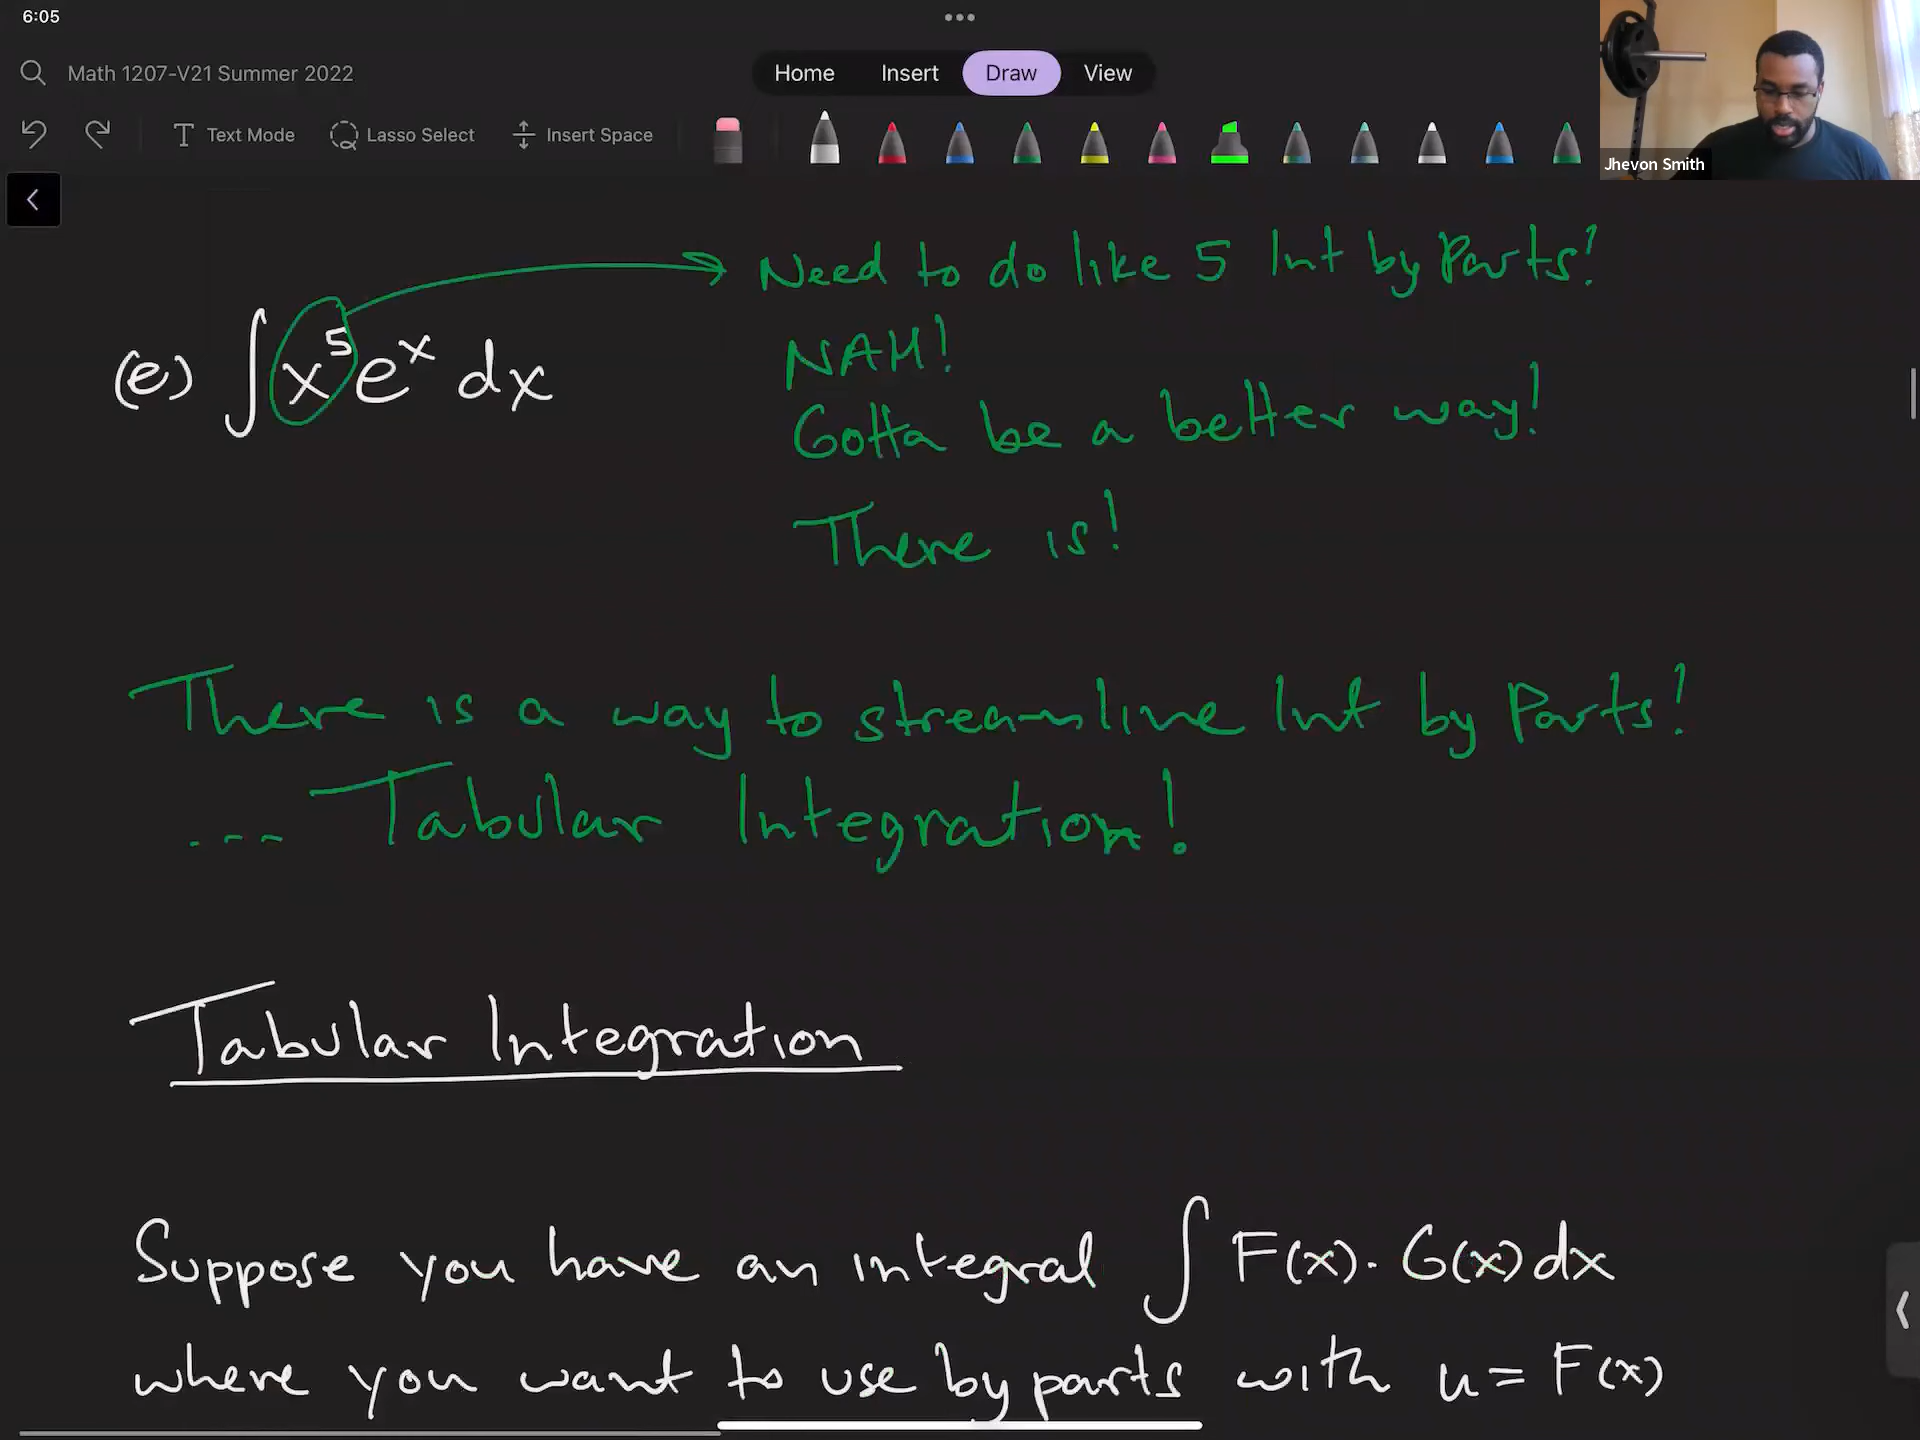 6:05
Math 1207-V21 Summer 2022
Home Insert Draw View
Text Mode Lasso Select Insert Space
Jhevon Smith
Need to do like 5 Int by Parts?
(e) ∫x⁵eˣ dx
NAH!
Gotta be a better way!
There is!
There is a way to streamline Int by Parts!
... Tabular Integration!
Tabular Integration
Suppose you have an integral ∫ F(x) · G(x) dx
where you want to use by parts with u = F(x)